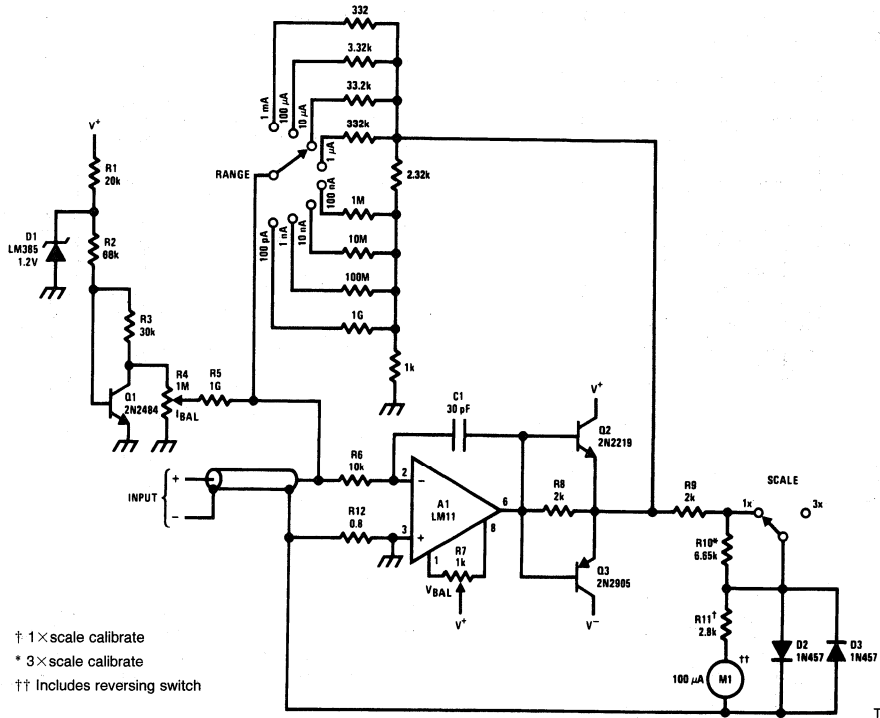 332
3.32k
33.2k
332k
1 mA
100 µA
10 µA
1 µA
RANGE
2.32k
100 nA
10 nA
1 nA
100 pA
1M
10M
100M
1G
1k
V+
R1
20k
D1
LM385
1.2V
R2
68k
R3
30k
R4
1M
R5
1G
IBAL
Q1
2N2484
C1
30 pF
V+
Q2
2N2219
R6
10k
2
−
A1
LM11
6
8
R8
2k
R9
2k
SCALE
1x
3x
INPUT
+
−
R12
0.8
3
+
1
R7
1k
VBAL
V+
Q3
2N2905
V−
R10*
6.65k
R11†
2.8k
††
100 µA
M1
D2
1N457
D3
1N457
† 1×scale calibrate
* 3×scale calibrate
†† Includes reversing switch
T